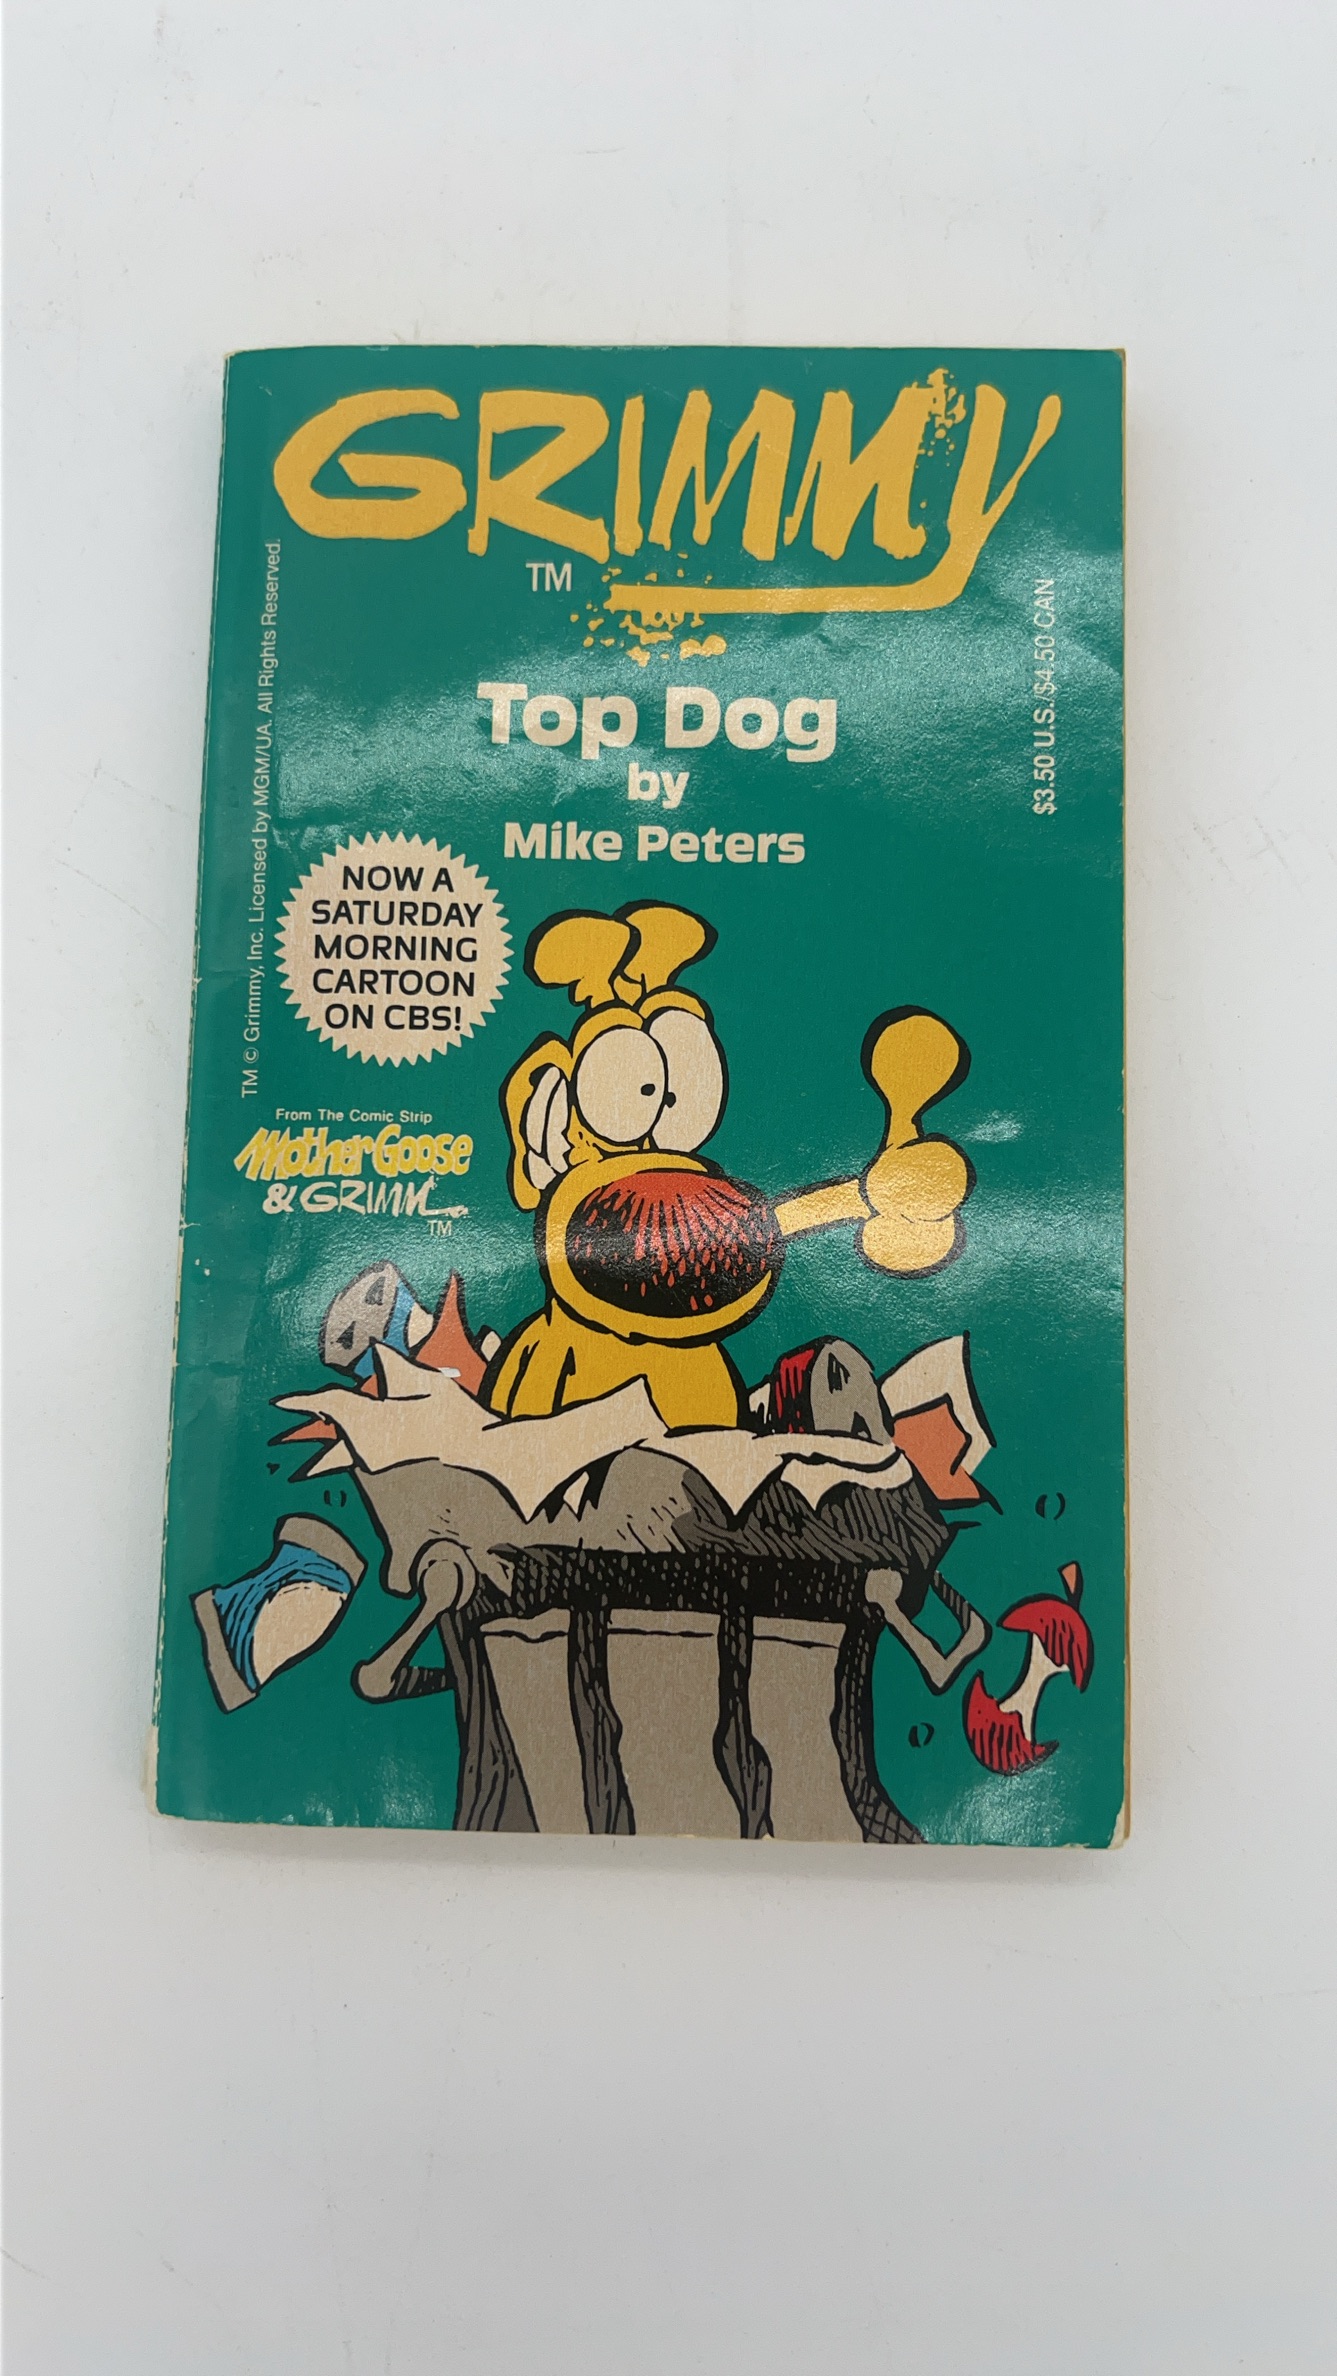 GRIMMY
TM
Top Dog
by
Mike Peters
$3.50 U.S./$4.50 CAN
TM © Grimmy, Inc. Licensed by MGM/UA. All Rights Reserved.
NOW A
SATURDAY
MORNING
CARTOON
ON CBS!
From The Comic Strip
Mother Goose
& GRIMM
TM